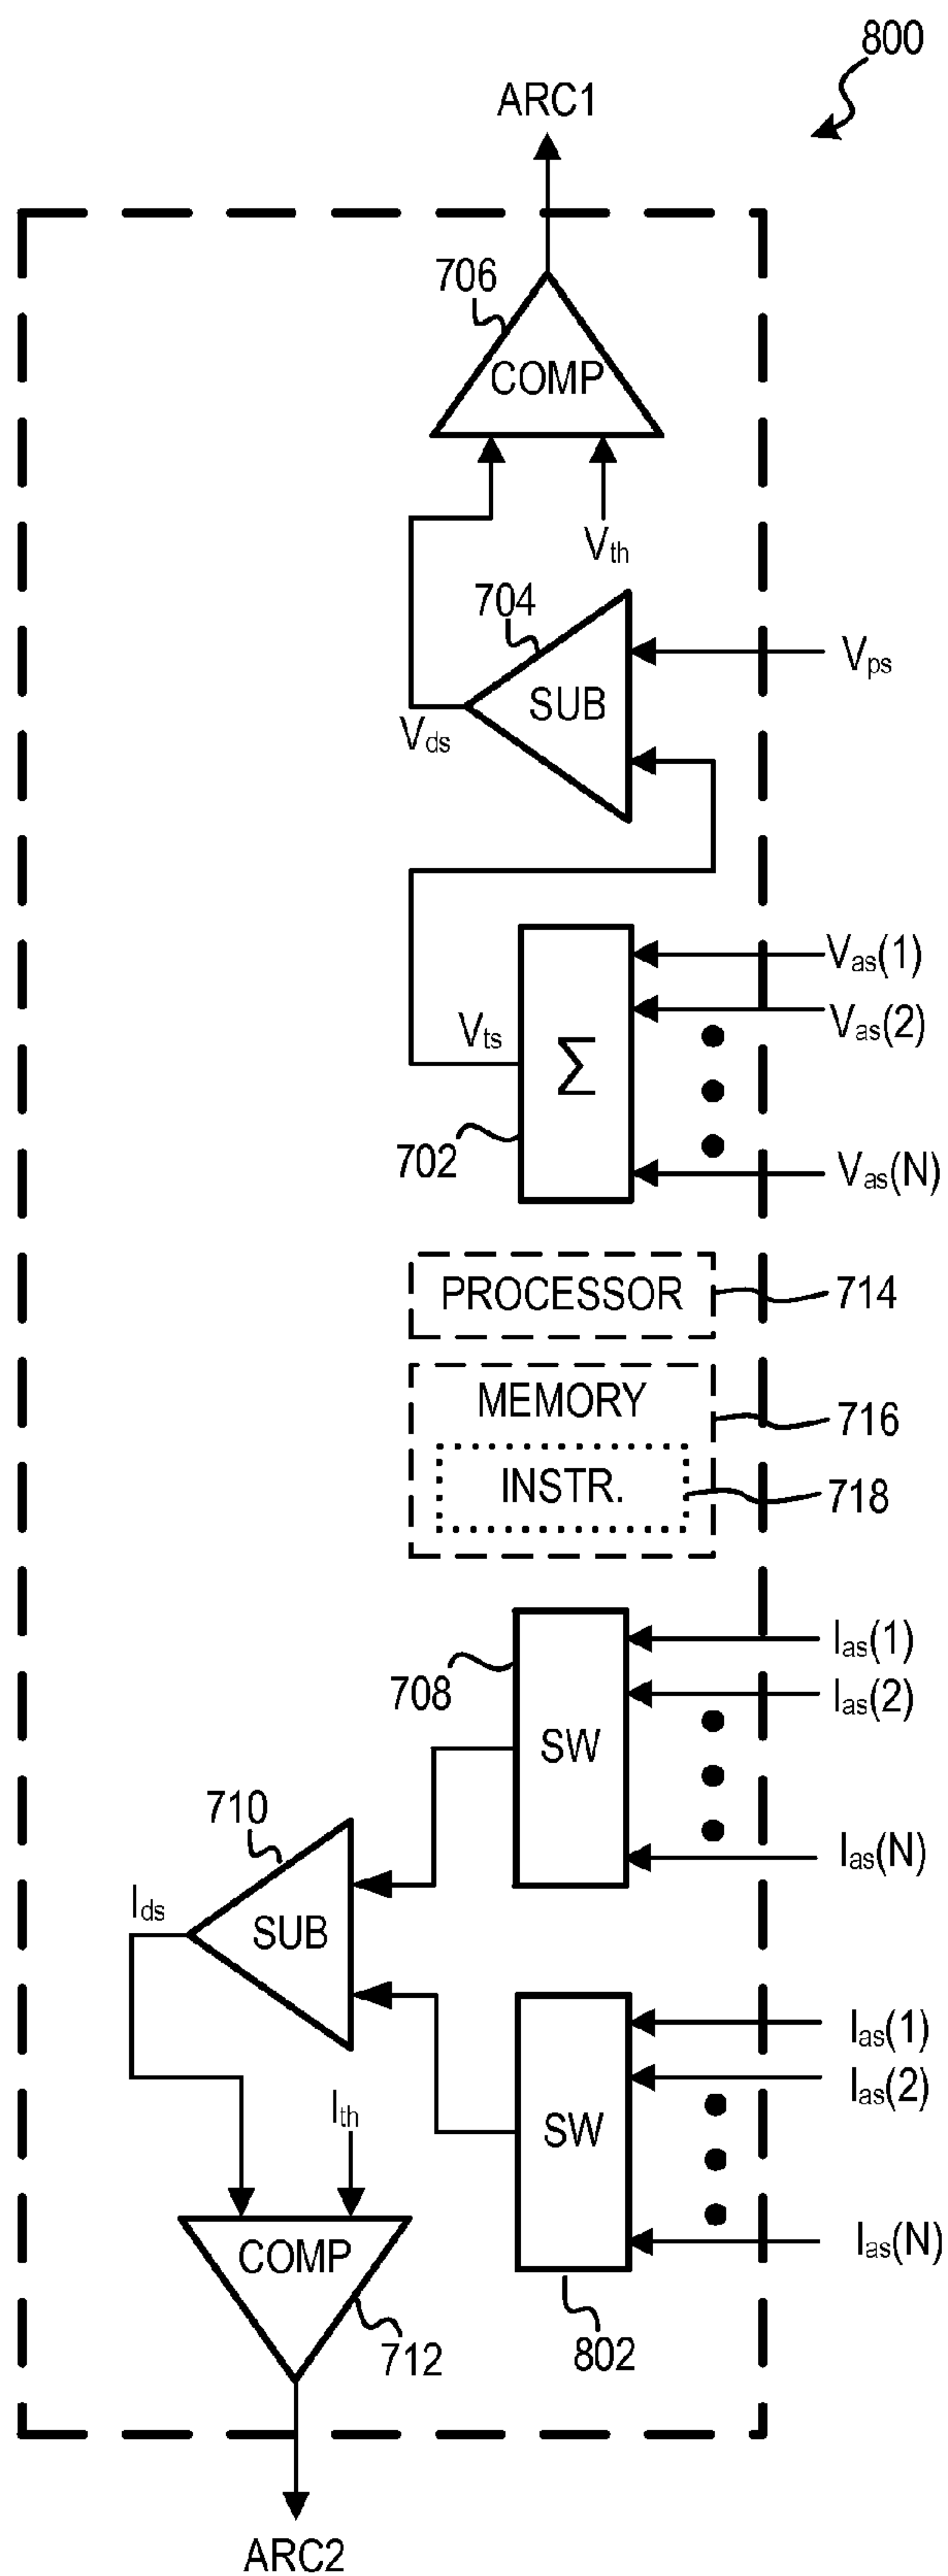 800
ARC1
706
COMP
Vth
704
Vps
SUB
Vds
Vas(1)
Vas(2)
Vts
Σ
702
Vas(N)
PROCESSOR
714
MEMORY
716
INSTR.
718
Ias(1)
708
Ias(2)
SW
710
Ias(N)
Ids
SUB
Ias(1)
Ias(2)
Ith
SW
COMP
Ias(N)
712
802
ARC2